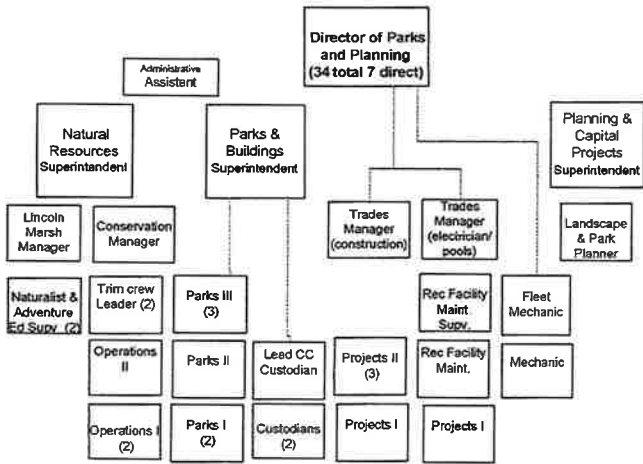 Director of Parks
and Planning
(34 total 7 direct)
Administrative
Assistant
Natural
Resources
Superintendent
Parks &
Buildings
Superintendent
Planning &
Capital
Projects
Superintendent
Lincoln
Marsh
Manager
Conservation
Manager
Trades
Manager
(construction)
Trades
Manager
(electirician/
pools)
Landscape
& Park
Planner
Naturalist &
Adventure
Ed Supv. (2)
Trim crew
Leader (2)
Parks III
(3)
Rec Facility
Maint
Supv.
Fleet
Mechanic
Operations
II
Parks II
Lead CC
Custodian
Projects II
(3)
Rec Facility
Maint.
Mechanic
Operations I
(2)
Parks I
(2)
Custodians
(2)
Projects I
Projects I